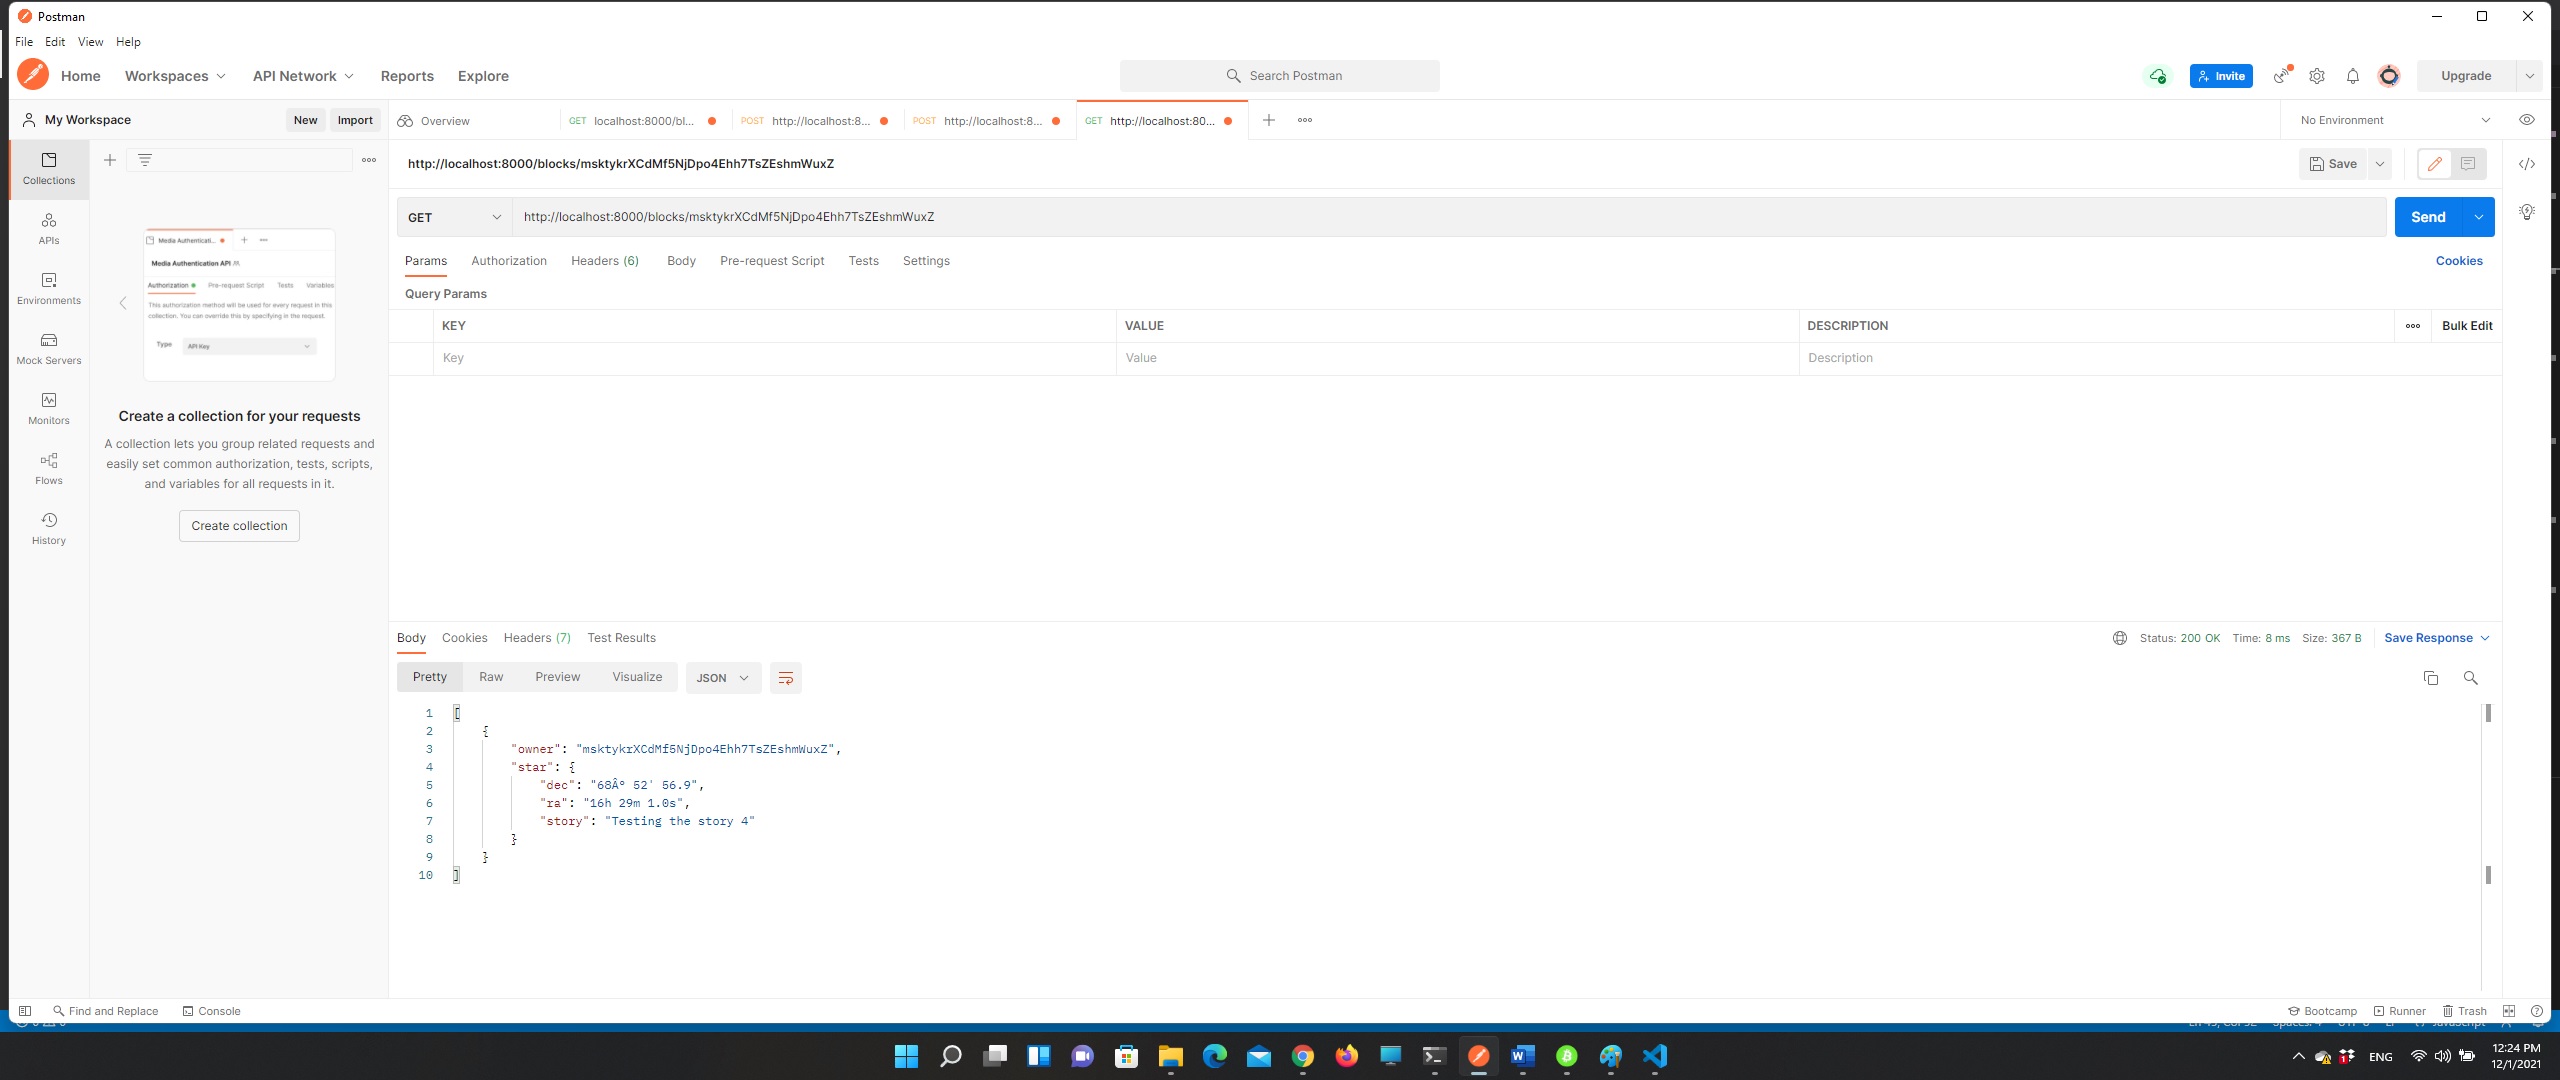 Postman
File Edit View Help
Home Workspaces API Network Reports Explore
Search Postman
Invite
Upgrade
My Workspace
New Import
Overview
GET localhost:8000/bl...
POST http://localhost:8...
POST http://localhost:8...
GET http://localhost:80...
No Environment
Collections
APIs
Environments
Mock Servers
Monitors
Flows
History
Media Authenticati...
Media Authentication API
Authorization Pre-request Script Tests Variables
This authorization method will be used for every request in this
collection. You can override this by specifying in the request.
Type API Key
Create a collection for your requests
A collection lets you group related requests and
easily set common authorization, tests, scripts,
and variables for all requests in it.
Create collection
http://localhost:8000/blocks/msktykrXCdMf5NjDpo4Ehh7TsZEshmWuxZ
Save
GET http://localhost:8000/blocks/msktykrXCdMf5NjDpo4Ehh7TsZEshmWuxZ
Send
Params Authorization Headers (6) Body Pre-request Script Tests Settings
Cookies
Query Params
KEY VALUE DESCRIPTION
Bulk Edit
Key Value Description
Body Cookies Headers (7) Test Results
Status: 200 OK Time: 8 ms Size: 367 B
Save Response
Pretty Raw Preview Visualize JSON
1 [
2 {
3 "owner": "msktykrXCdMf5NjDpo4Ehh7TsZEshmWuxZ",
4 "star": {
5 "dec": "68Âº 52' 56.9",
6 "ra": "16h 29m 1.0s",
7 "story": "Testing the story 4"
8 }
9 }
10 ]
Find and Replace Console
Bootcamp Runner Trash
ENG
12:24 PM
12/1/2021